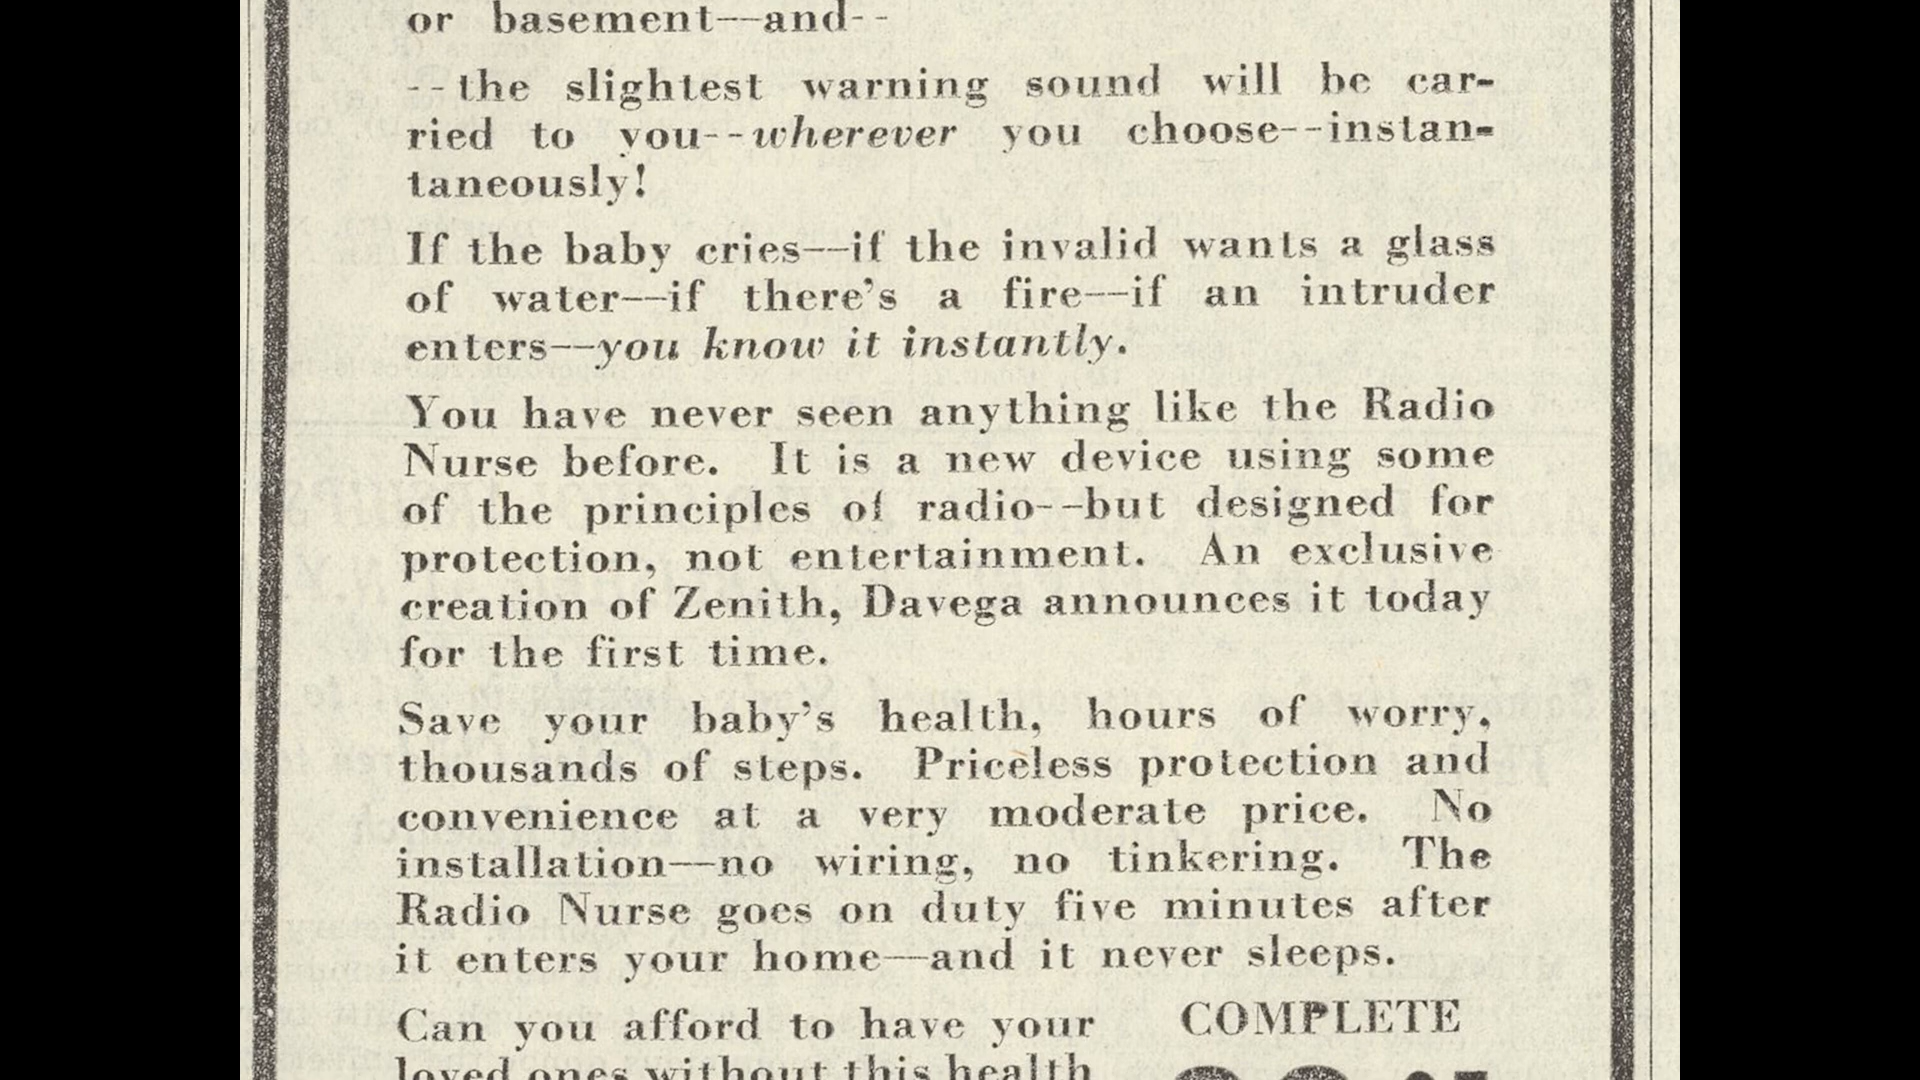 or basement—and--
--the slightest warning sound will be car-
ried to you--wherever you choose--instan-
taneously!
If the baby cries—if the invalid wants a glass
of water—if there's a fire—if an intruder
enters—you know it instantly.
You have never seen anything like the Radio
Nurse before. It is a new device using some
of the principles of radio--but designed for
protection, not entertainment. An exclusive
creation of Zenith, Davega announces it today
for the first time.
Save your baby's health, hours of worry,
thousands of steps. Priceless protection and
convenience at a very moderate price. No
installation—no wiring, no tinkering. The
Radio Nurse goes on duty five minutes after
it enters your home—and it never sleeps.
Can you afford to have your
COMPLETE
loved ones without this health